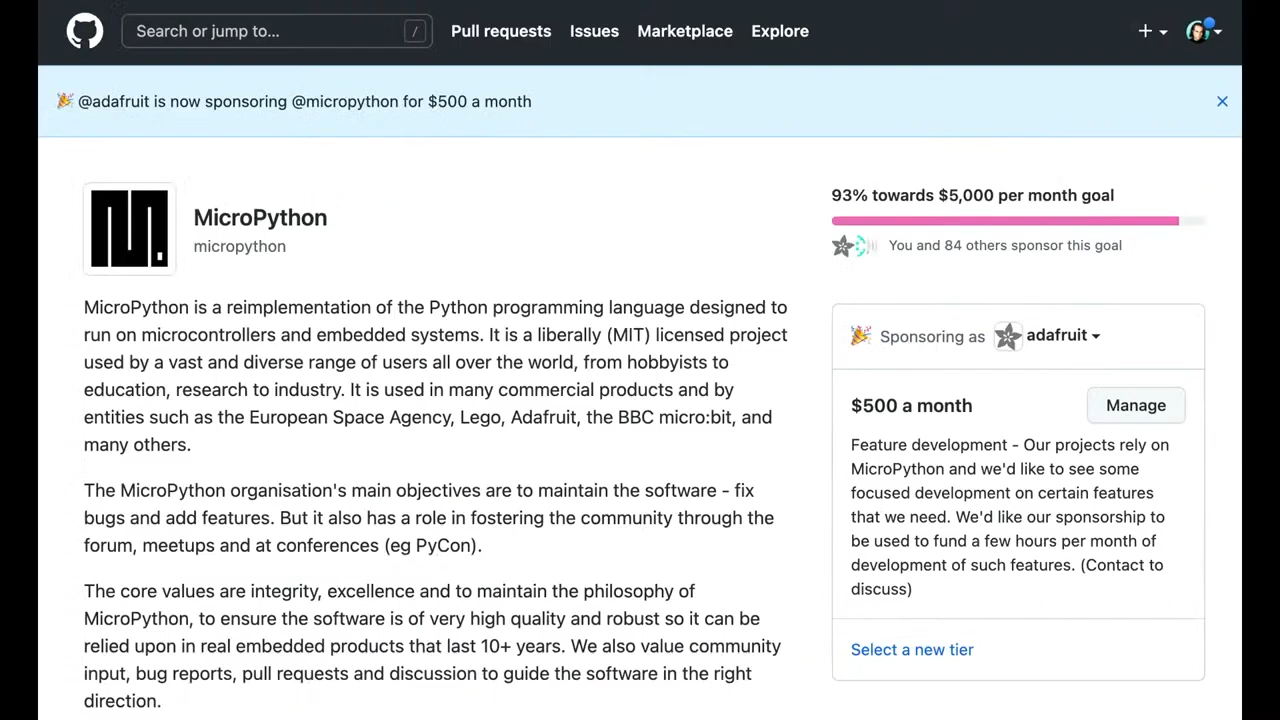 Search or jump to... /
Pull requests Issues Marketplace Explore
🎉 @adafruit is now sponsoring @micropython for $500 a month
MicroPython
micropython
MicroPython is a reimplementation of the Python programming language designed to
run on microcontrollers and embedded systems. It is a liberally (MIT) licensed project
used by a vast and diverse range of users all over the world, from hobbyists to
education, research to industry. It is used in many commercial products and by
entities such as the European Space Agency, Lego, Adafruit, the BBC micro:bit, and
many others.
The MicroPython organisation's main objectives are to maintain the software - fix
bugs and add features. But it also has a role in fostering the community through the
forum, meetups and at conferences (eg PyCon).
The core values are integrity, excellence and to maintain the philosophy of
MicroPython, to ensure the software is of very high quality and robust so it can be
relied upon in real embedded products that last 10+ years. We also value community
input, bug reports, pull requests and discussion to guide the software in the right
direction.
93% towards $5,000 per month goal
You and 84 others sponsor this goal
🎉 Sponsoring as adafruit
$500 a month
Manage
Feature development - Our projects rely on
MicroPython and we'd like to see some
focused development on certain features
that we need. We'd like our sponsorship to
be used to fund a few hours per month of
development of such features. (Contact to
discuss)
Select a new tier